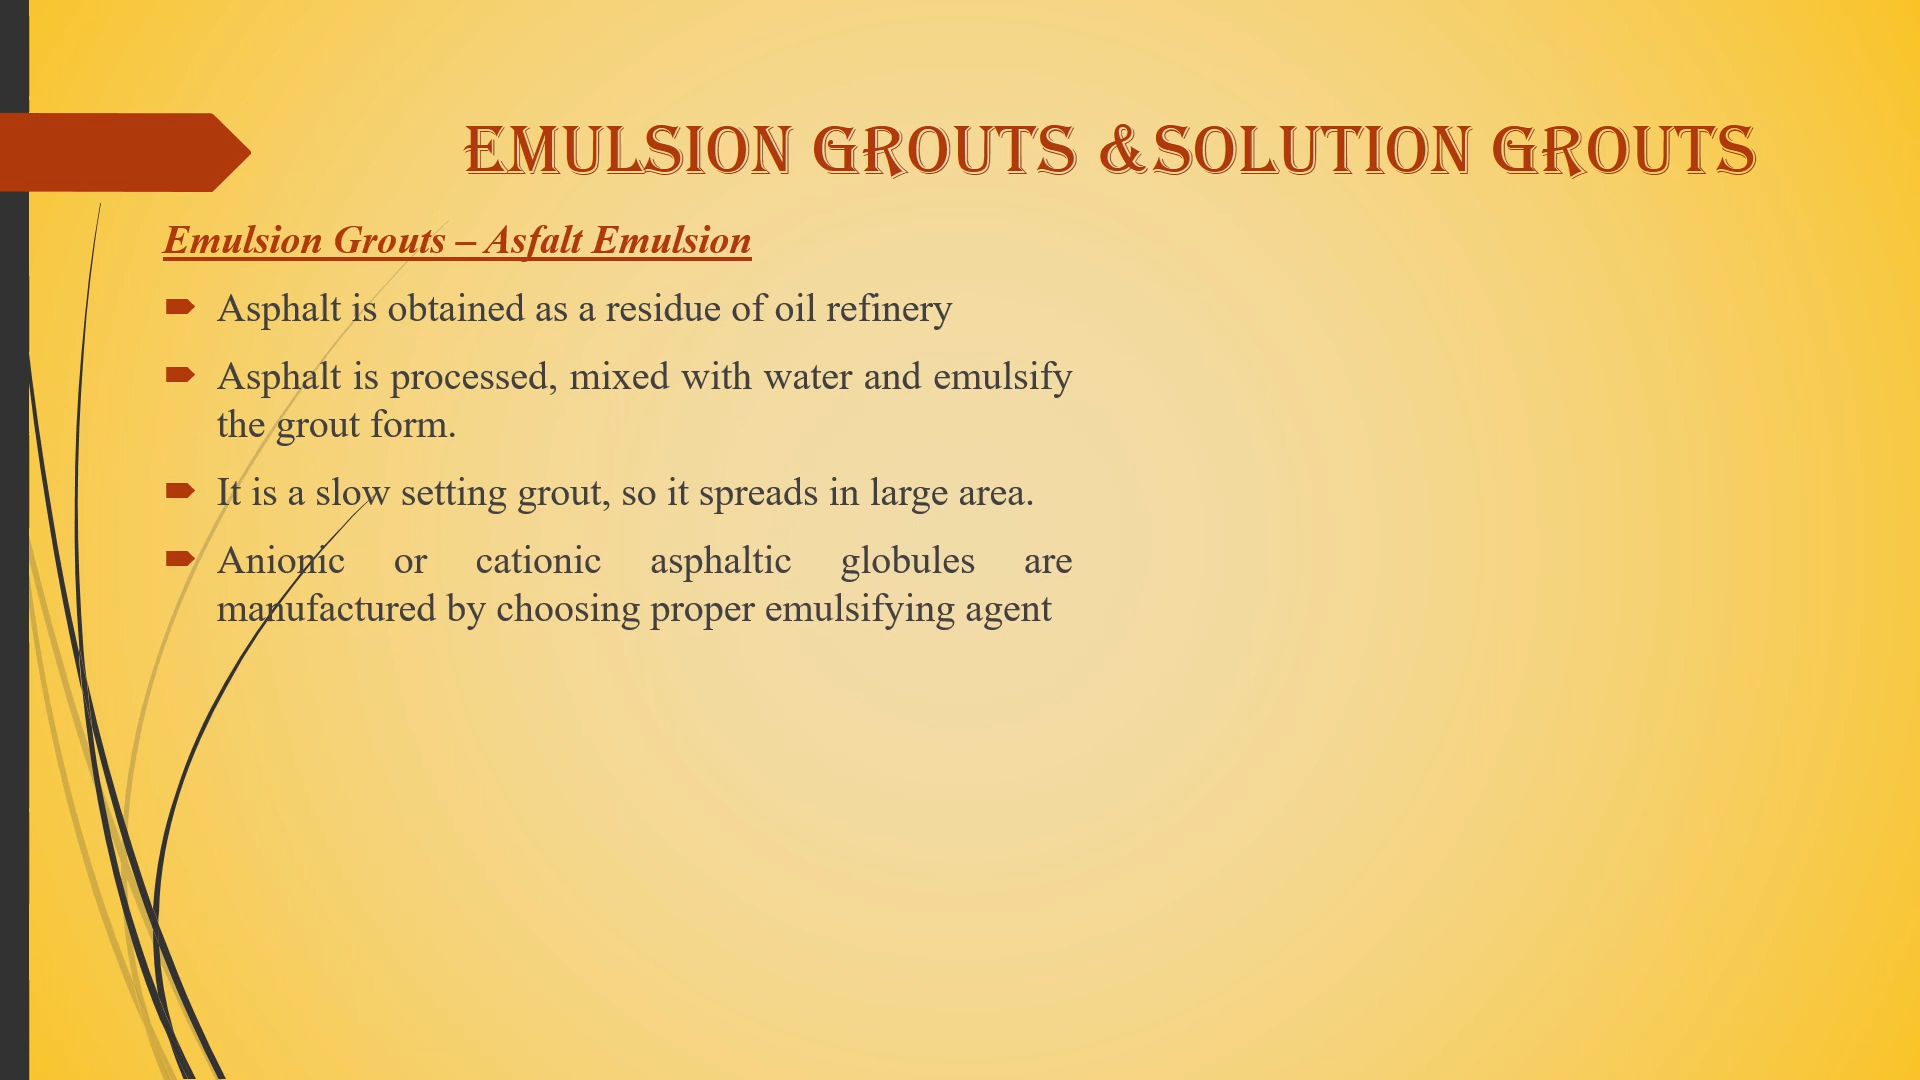 EMULSION GROUTS &SOLUTION GROUTS
Emulsion Grouts – Asfalt Emulsion
Asphalt is obtained as a residue of oil refinery
Asphalt is processed, mixed with water and emulsify
the grout form.
It is a slow setting grout, so it spreads in large area.
Anionic or cationic asphaltic globules are
manufactured by choosing proper emulsifying agent